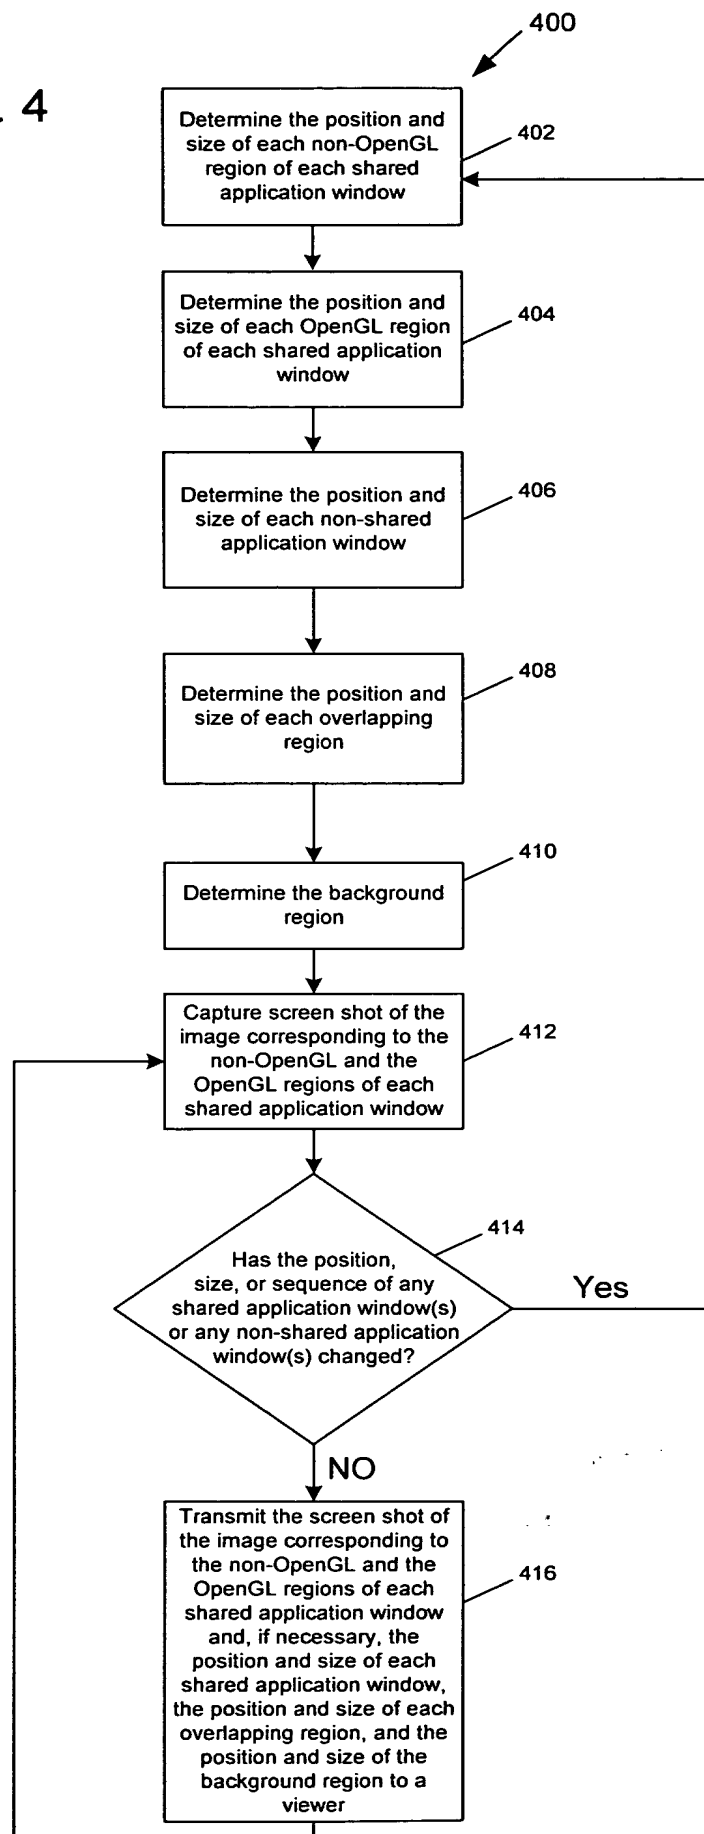 . 4
400
Determine the position and
size of each non-OpenGL
region of each shared
application window
402
Determine the position and
size of each OpenGL region
of each shared application
window
404
Determine the position and
size of each non-shared
application window
406
Determine the position and
size of each overlapping
region
408
Determine the background
region
410
Capture screen shot of the
image corresponding to the
non-OpenGL and the
OpenGL regions of each
shared application window
412
Has the position,
size, or sequence of any
shared application window(s)
or any non-shared application
window(s) changed?
414
Yes
NO
Transmit the screen shot of
the image corresponding to
the non-OpenGL and the
OpenGL regions of each
shared application window
and, if necessary, the
position and size of each
shared application window,
the position and size of each
overlapping region, and the
position and size of the
background region to a
viewer
416